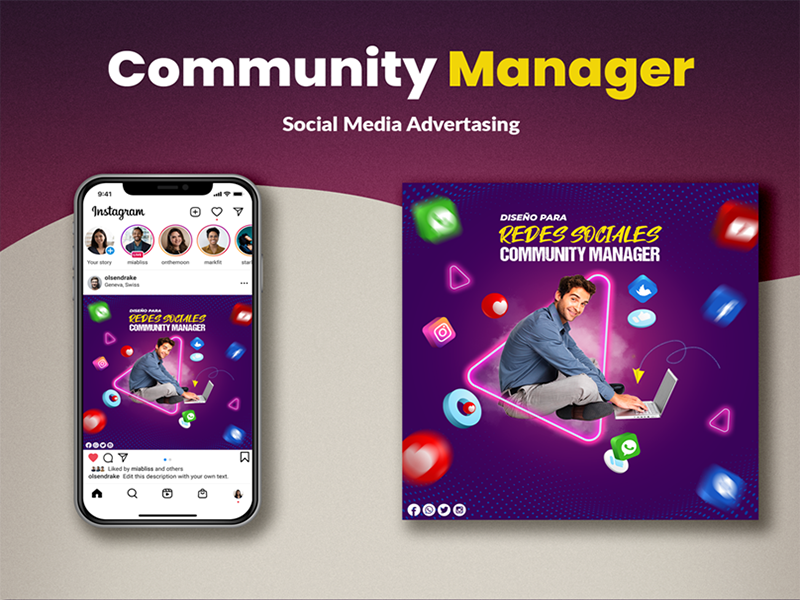 Community Manager
Social Media Advertasing
9:41
Instagram
Your story
LIVE
miabliss
onthemoon
markfit
olsendrake
Geneva, Swiss
DISEÑO PARA
REDES SOCIALES
COMMUNITY MANAGER
Liked by miabliss and others
olsendrake Edit this description with your own text.
DISEÑO PARA
REDES SOCIALES
COMMUNITY MANAGER